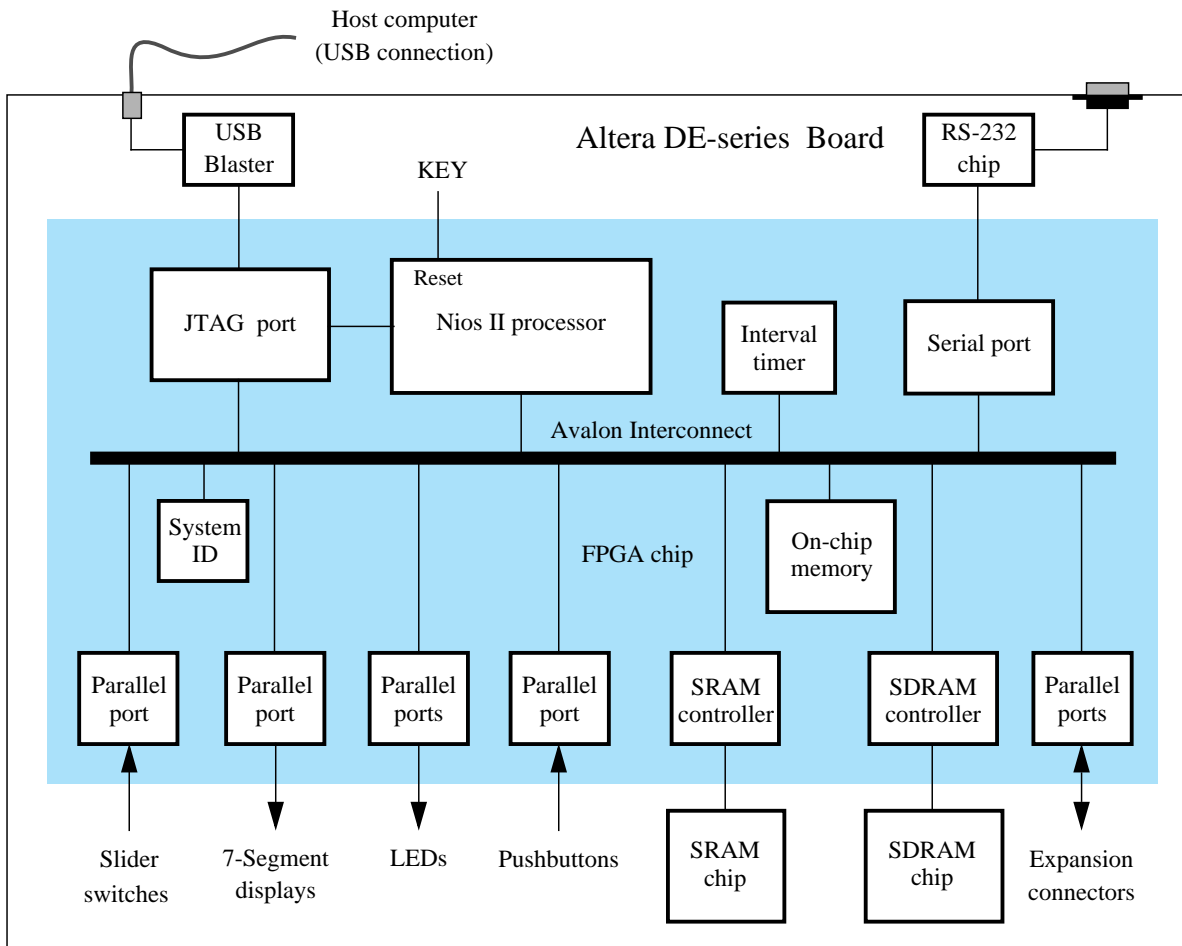 Host computer
(USB connection)
USB
Blaster
Altera DE-series Board
RS-232
chip
KEY
Reset
JTAG port
Nios II processor
Interval
timer
Serial port
Avalon Interconnect
System
ID
FPGA chip
On-chip
memory
Parallel
port
Parallel
port
Parallel
ports
Parallel
port
SRAM
controller
SDRAM
controller
Parallel
ports
Slider
switches
7-Segment
displays
LEDs
Pushbuttons
SRAM
chip
SDRAM
chip
Expansion
connectors